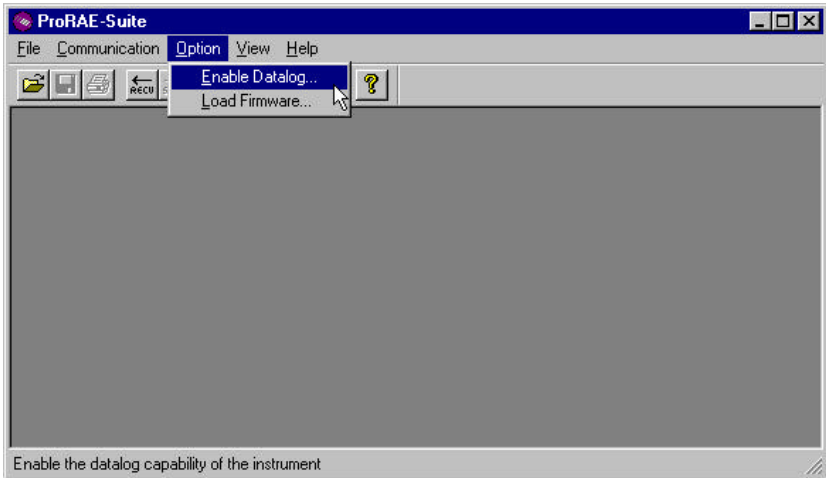 ProRAE-Suite
File Communication Option View Help
Enable Datalog...
RECV
Load Firmware...
Enable the datalog capability of the instrument